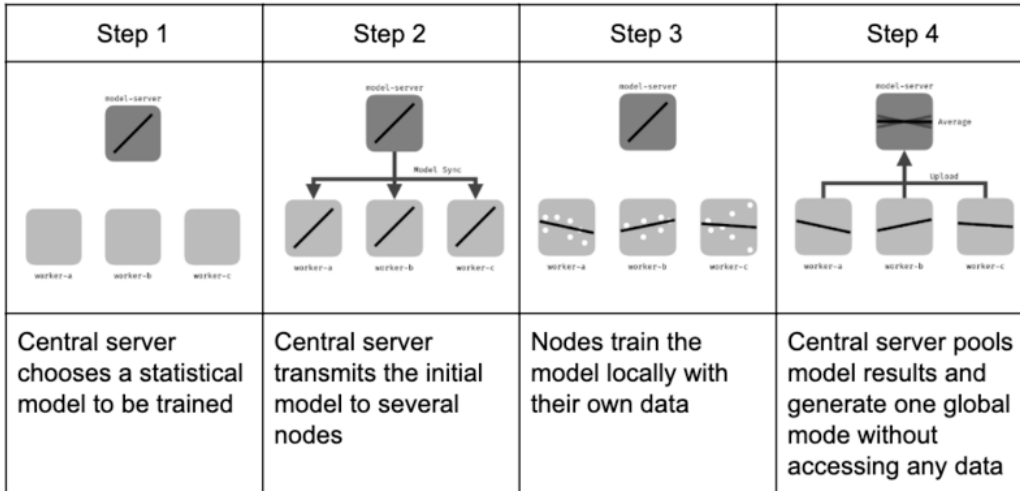 Step 1
Step 2
Step 3
Step 4
model-server
worker-a
worker-b
worker-c
model-server
Model Sync
worker-a
worker-b
worker-c
model-server
worker-a
worker-b
worker-c
model-server
Average
Upload
worker-a
worker-b
worker-c
Central server
chooses a statistical
model to be trained
Central server
transmits the initial
model to several
nodes
Nodes train the
model locally with
their own data
Central server pools
model results and
generate one global
mode without
accessing any data